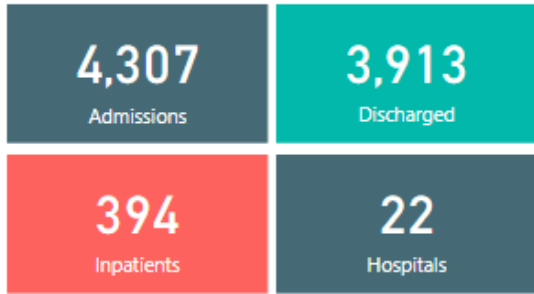 4,307
Admissions
3,913
Discharged
394
Inpatients
22
Hospitals